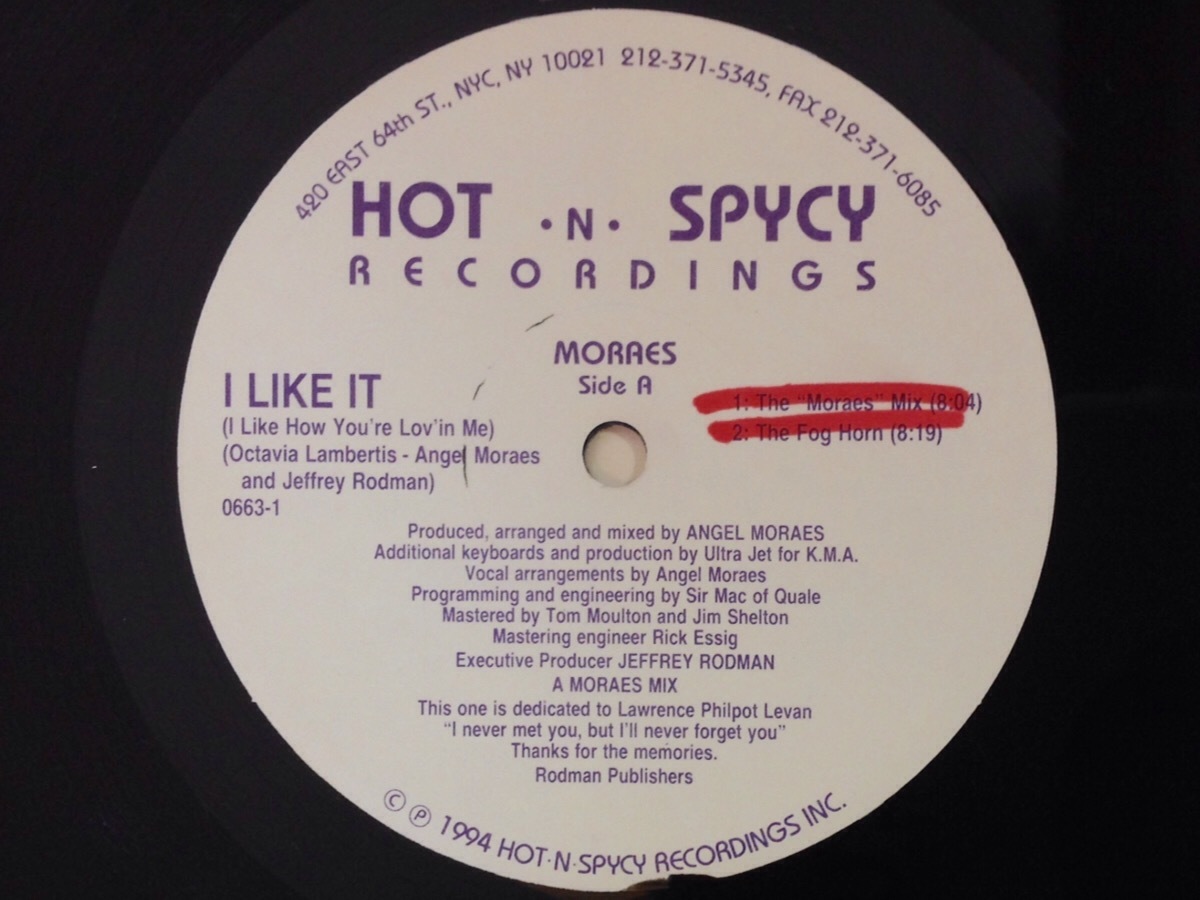 420 EAST 64th ST., NYC, NY 10021 212-371-5345, FAX 212-371-6085
HOT ·N· SPYCY
RECORDINGS
MORAES
Side A
I LIKE IT
(I Like How You're Lov'in Me)
(Octavia Lambertis - Angel Moraes
and Jeffrey Rodman)
0663-1
1: The "Moraes" Mix (8:04)
2: The Fog Horn (8:19)
Produced, arranged and mixed by ANGEL MORAES
Additional keyboards and production by Ultra Jet for K.M.A.
Vocal arrangements by Angel Moraes
Programming and engineering by Sir Mac of Quale
Mastered by Tom Moulton and Jim Shelton
Mastering engineer Rick Essig
Executive Producer JEFFREY RODMAN
A MORAES MIX
This one is dedicated to Lawrence Philpot Levan
"I never met you, but I'll never forget you"
Thanks for the memories.
Rodman Publishers
© ℗ 1994 HOT·N·SPYCY RECORDINGS INC.